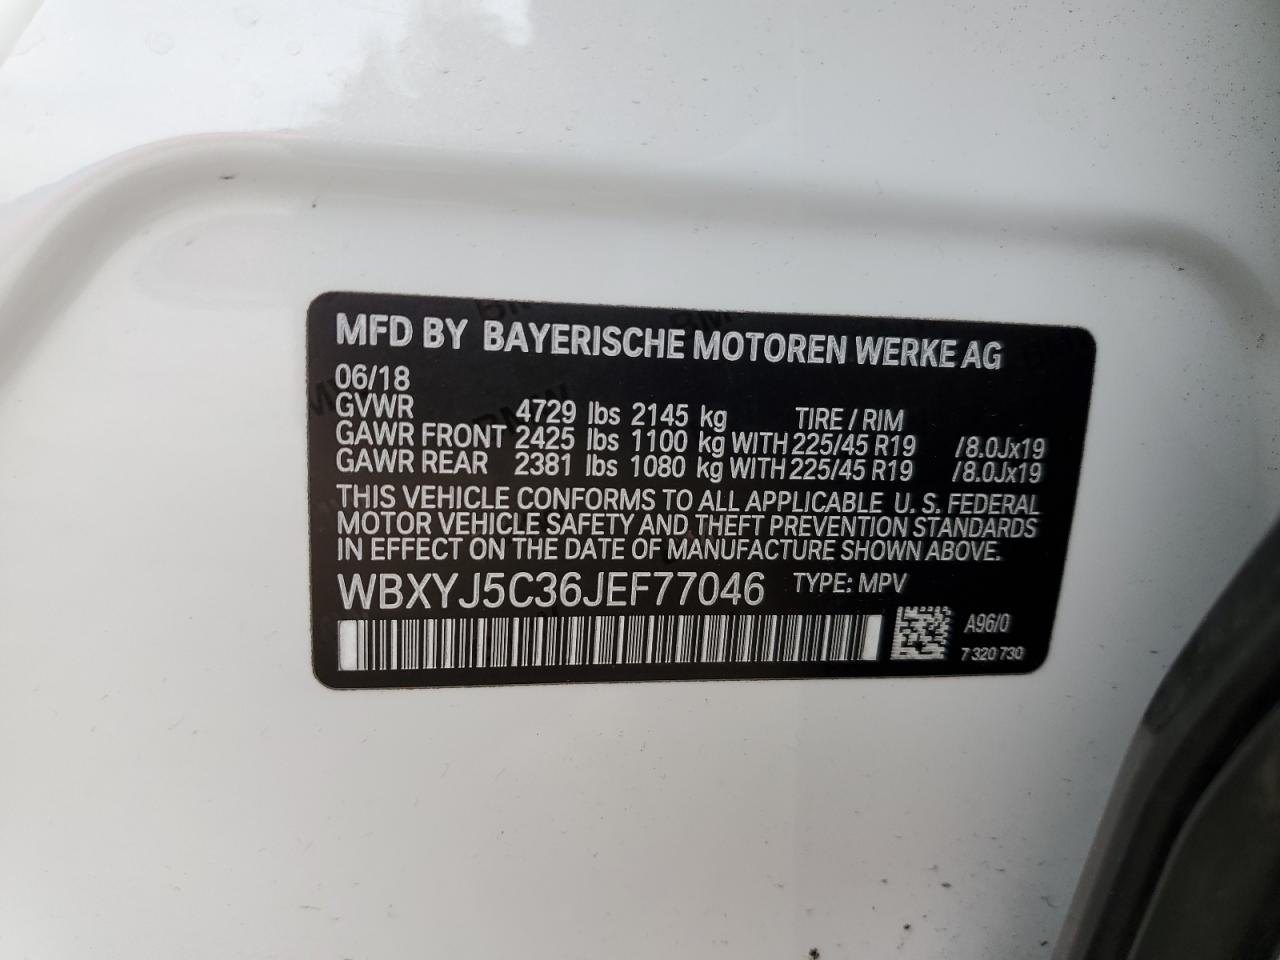 MFD BY BAYERISCHE MOTOREN WERKE AG
06/18
GVWR 4729 lbs 2145 kg TIRE / RIM
GAWR FRONT 2425 lbs 1100 kg WITH 225/45 R19 /8.0Jx19
GAWR REAR 2381 lbs 1080 kg WITH 225/45 R19 /8.0Jx19
THIS VEHICLE CONFORMS TO ALL APPLICABLE U. S. FEDERAL
MOTOR VEHICLE SAFETY AND THEFT PREVENTION STANDARDS
IN EFFECT ON THE DATE OF MANUFACTURE SHOWN ABOVE.
WBXYJ5C36JEF77046 TYPE: MPV
A96/0
7 320 730